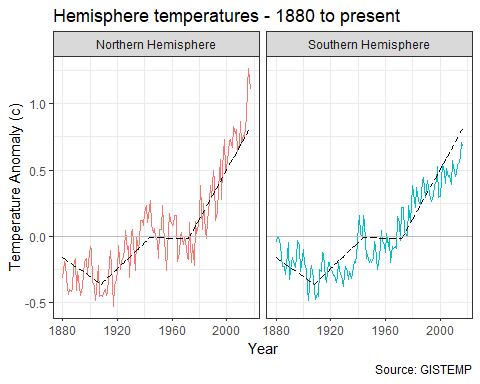 Hemisphere temperatures - 1880 to present
Northern Hemisphere
Southern Hemisphere
Temperature Anomaly (c)
1.0
0.5
0.0
-0.5
1880 1920 1960 2000
1880 1920 1960 2000
Year
Source: GISTEMP